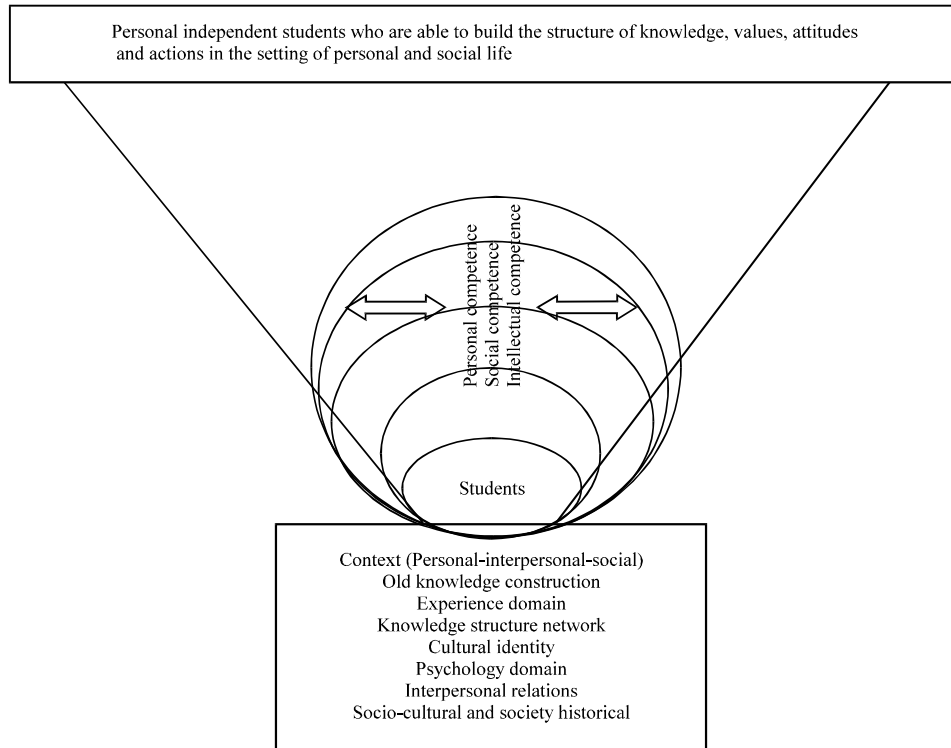 Personal independent students who are able to build the structure of knowledge, values, attitudes
and actions in the setting of personal and social life
Personal competence
Social competence
Intellectual competence
Students
Context (Personal-interpersonal-social)
Old knowledge construction
Experience domain
Knowledge structure network
Cultural identity
Psychology domain
Interpersonal relations
Socio-cultural and society historical